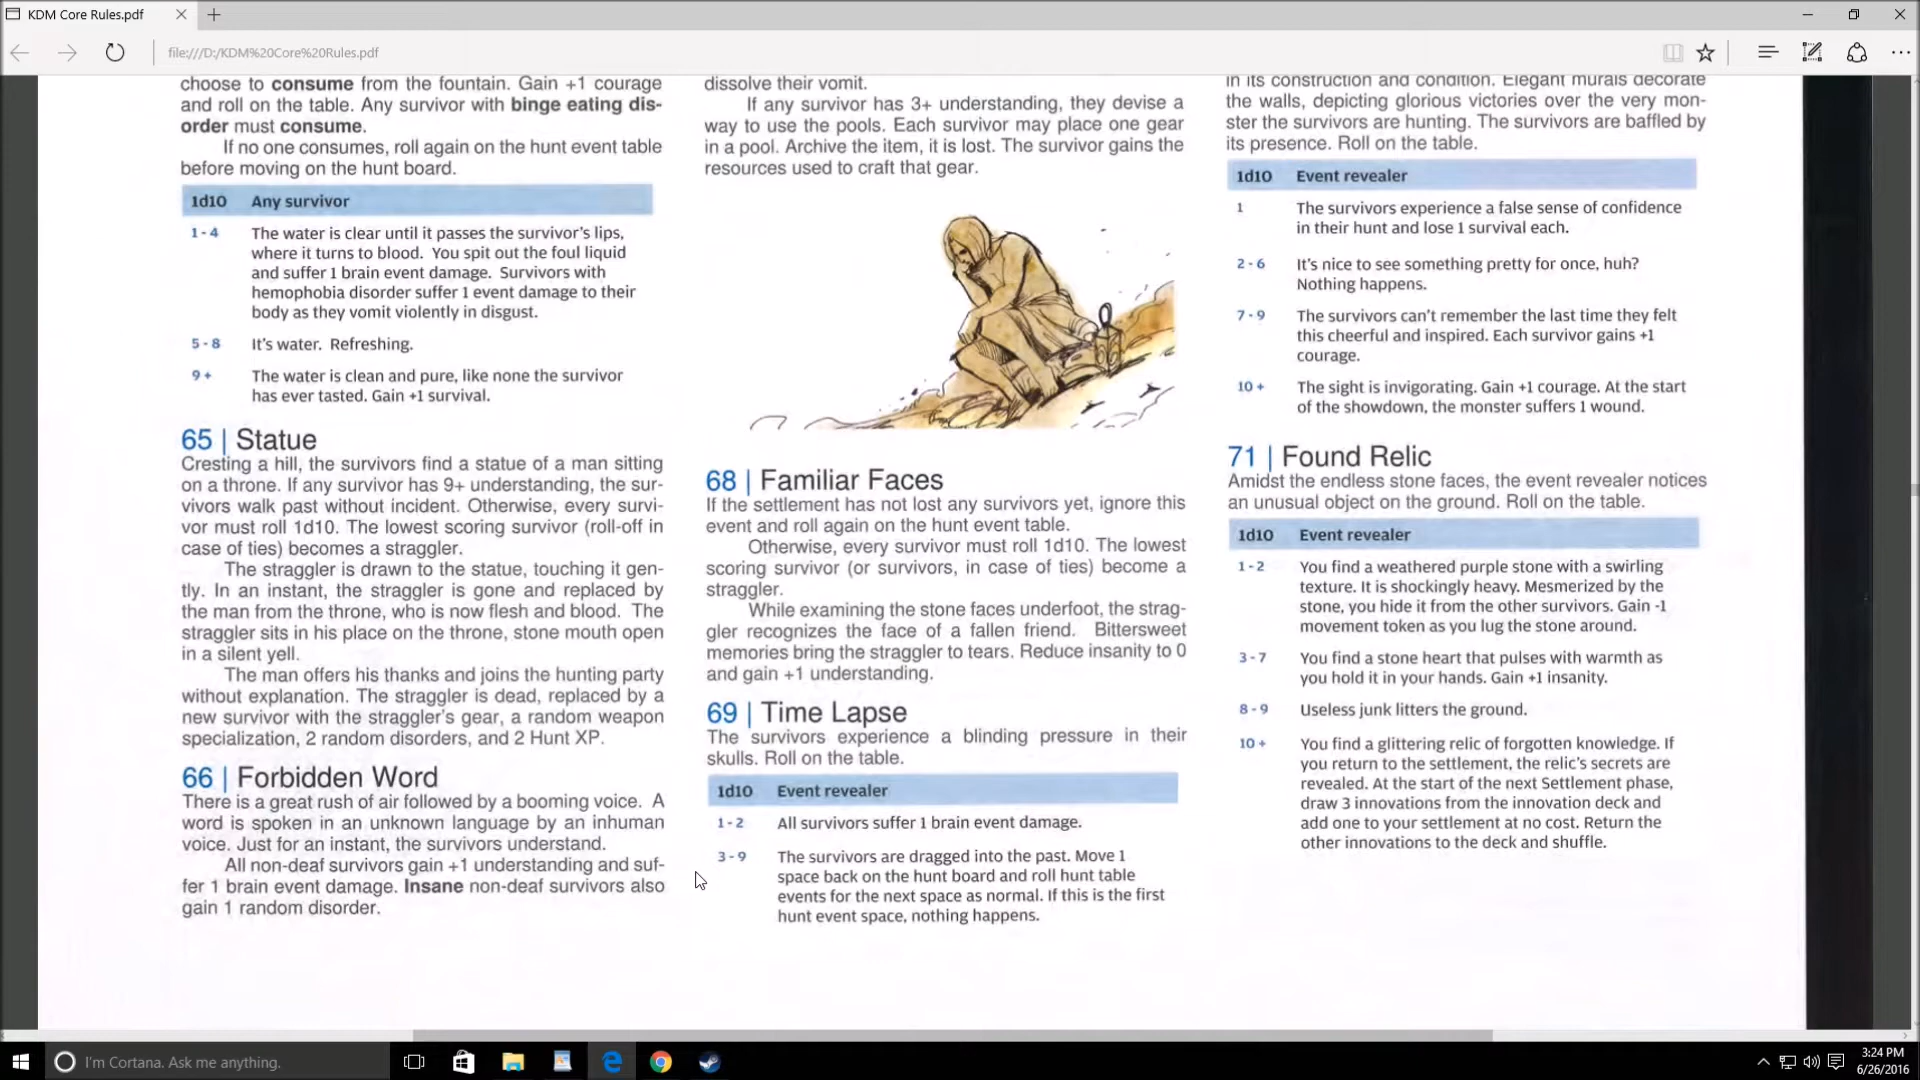 KDM Core Rules.pdf
file:///D:/KDM%20Core%20Rules.pdf
choose to consume from the fountain. Gain +1 courage
and roll on the table. Any survivor with binge eating dis-
order must consume.
If no one consumes, roll again on the hunt event table
before moving on the hunt board.
1d10 Any survivor
1 - 4 The water is clear until it passes the survivor's lips,
where it turns to blood. You spit out the foul liquid
and suffer 1 brain event damage. Survivors with
hemophobia disorder suffer 1 event damage to their
body as they vomit violently in disgust.
5 - 8 It's water. Refreshing.
9 + The water is clean and pure, like none the survivor
has ever tasted. Gain +1 survival.
65 | Statue
Cresting a hill, the survivors find a statue of a man sitting
on a throne. If any survivor has 9+ understanding, the sur-
vivors walk past without incident. Otherwise, every survi-
vor must roll 1d10. The lowest scoring survivor (roll-off in
case of ties) becomes a straggler.
The straggler is drawn to the statue, touching it gen-
tly. In an instant, the straggler is gone and replaced by
the man from the throne, who is now flesh and blood. The
straggler sits in his place on the throne, stone mouth open
in a silent yell.
The man offers his thanks and joins the hunting party
without explanation. The straggler is dead, replaced by a
new survivor with the straggler's gear, a random weapon
specialization, 2 random disorders, and 2 Hunt XP.
66 | Forbidden Word
There is a great rush of air followed by a booming voice. A
word is spoken in an unknown language by an inhuman
voice. Just for an instant, the survivors understand.
All non-deaf survivors gain +1 understanding and suf-
fer 1 brain event damage. Insane non-deaf survivors also
gain 1 random disorder.
dissolve their vomit.
If any survivor has 3+ understanding, they devise a
way to use the pools. Each survivor may place one gear
in a pool. Archive the item, it is lost. The survivor gains the
resources used to craft that gear.
68 | Familiar Faces
If the settlement has not lost any survivors yet, ignore this
event and roll again on the hunt event table.
Otherwise, every survivor must roll 1d10. The lowest
scoring survivor (or survivors, in case of ties) become a
straggler.
While examining the stone faces underfoot, the strag-
gler recognizes the face of a fallen friend. Bittersweet
memories bring the straggler to tears. Reduce insanity to 0
and gain +1 understanding.
69 | Time Lapse
The survivors experience a blinding pressure in their
skulls. Roll on the table.
1d10 Event revealer
1 - 2 All survivors suffer 1 brain event damage.
3 - 9 The survivors are dragged into the past. Move 1
space back on the hunt board and roll hunt table
events for the next space as normal. If this is the first
hunt event space, nothing happens.
in its construction and condition. Elegant murals decorate
the walls, depicting glorious victories over the very mon-
ster the survivors are hunting. The survivors are baffled by
its presence. Roll on the table.
1d10 Event revealer
1 The survivors experience a false sense of confidence
in their hunt and lose 1 survival each.
2 - 6 It's nice to see something pretty for once, huh?
Nothing happens.
7 - 9 The survivors can't remember the last time they felt
this cheerful and inspired. Each survivor gains +1
courage.
10 + The sight is invigorating. Gain +1 courage. At the start
of the showdown, the monster suffers 1 wound.
71 | Found Relic
Amidst the endless stone faces, the event revealer notices
an unusual object on the ground. Roll on the table.
1d10 Event revealer
1 - 2 You find a weathered purple stone with a swirling
texture. It is shockingly heavy. Mesmerized by the
stone, you hide it from the other survivors. Gain -1
movement token as you lug the stone around.
3 - 7 You find a stone heart that pulses with warmth as
you hold it in your hands. Gain +1 insanity.
8 - 9 Useless junk litters the ground.
10 + You find a glittering relic of forgotten knowledge. If
you return to the settlement, the relic's secrets are
revealed. At the start of the next Settlement phase,
draw 3 innovations from the innovation deck and
add one to your settlement at no cost. Return the
other innovations to the deck and shuffle.
I'm Cortana. Ask me anything.
3:24 PM
6/26/2016